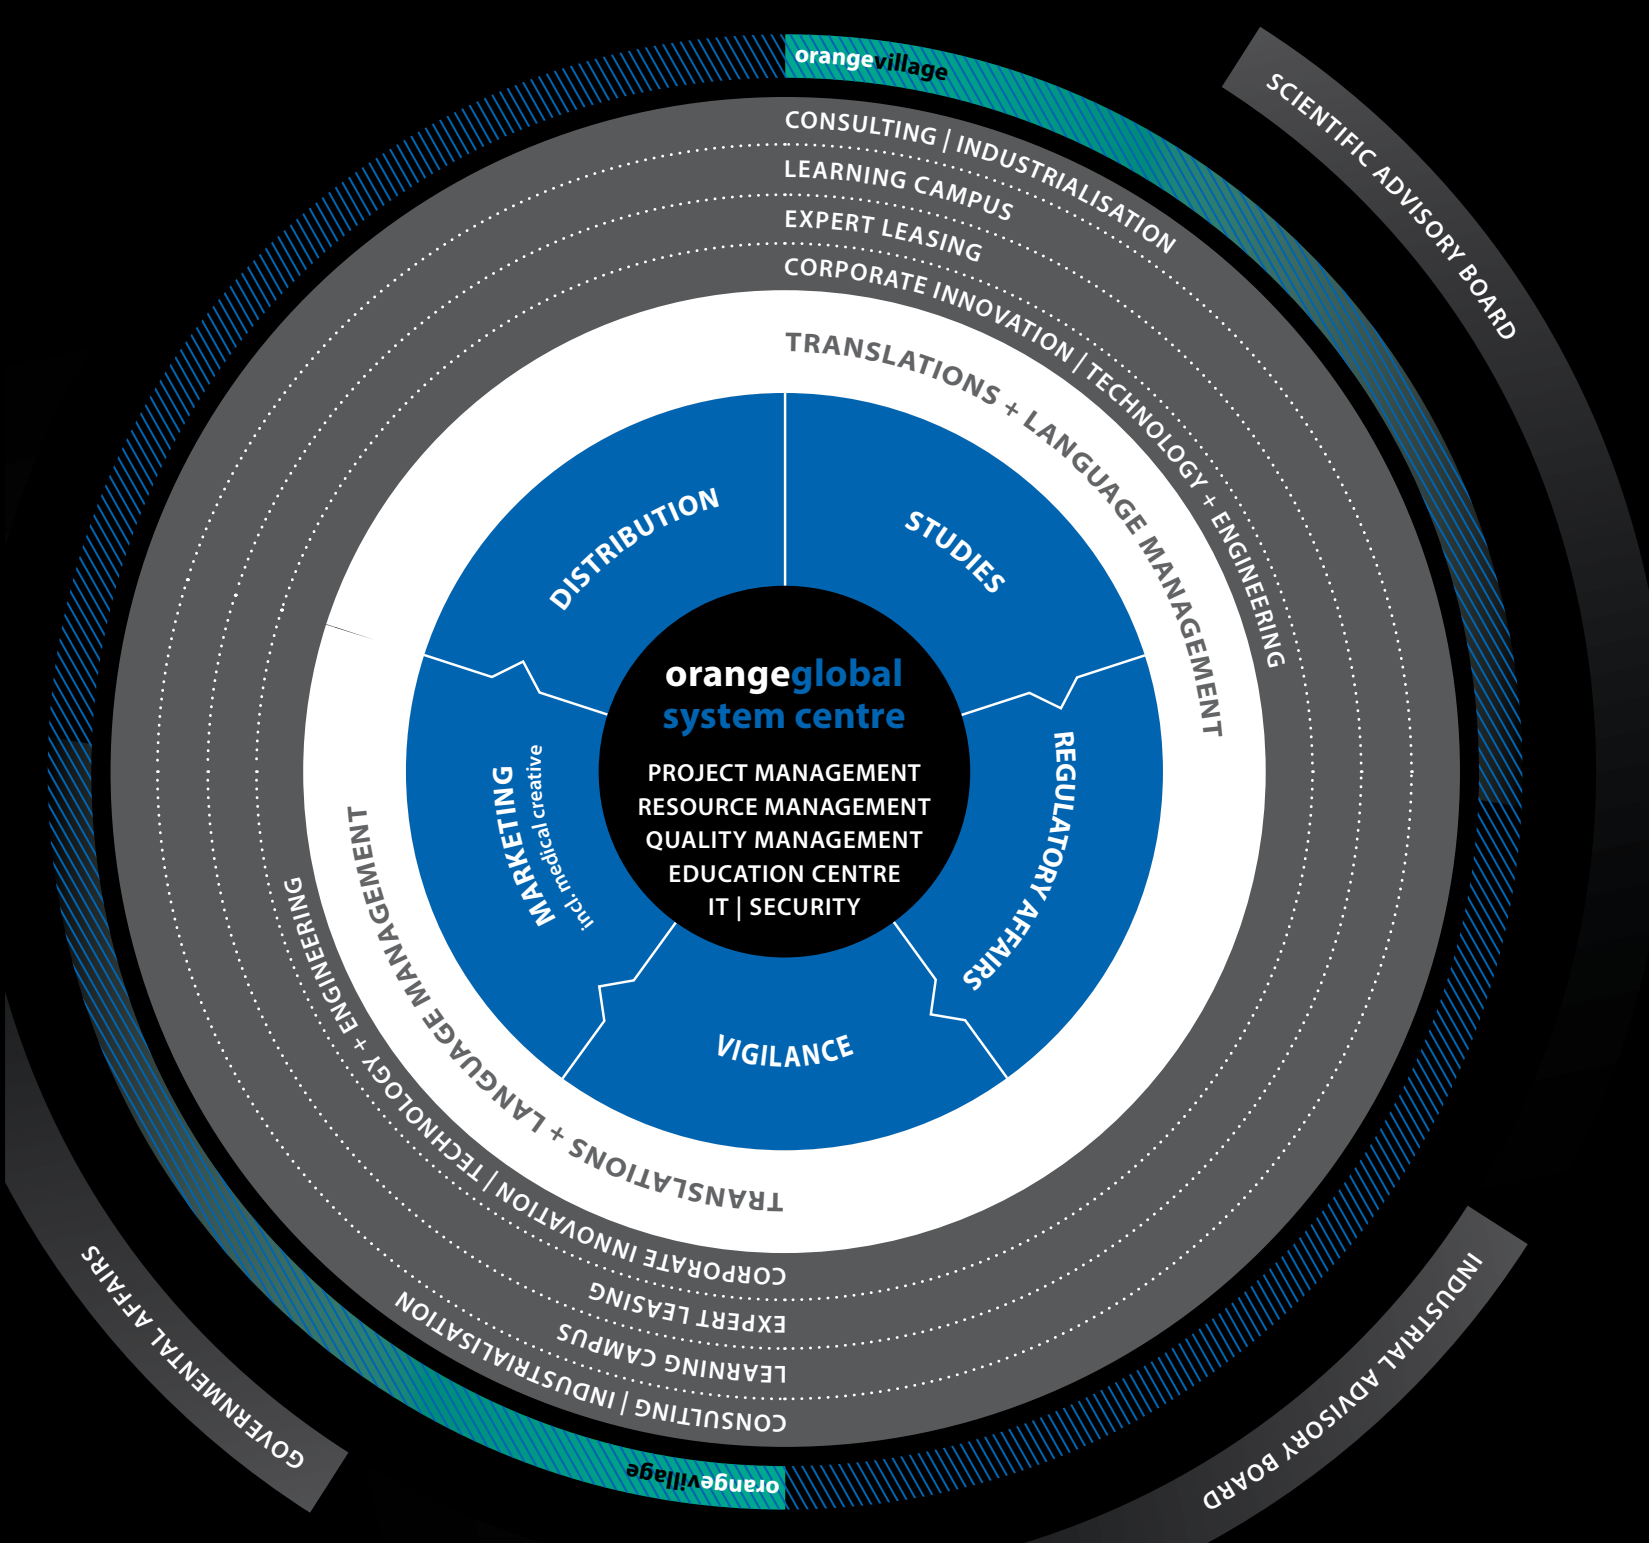 orangevillage
CONSULTING | INDUSTRIALISATION
LEARNING CAMPUS
EXPERT LEASING
CORPORATE INNOVATION | TECHNOLOGY + ENGINEERING
TRANSLATIONS + LANGUAGE MANAGEMENT
SCIENTIFIC ADVISORY BOARD
DISTRIBUTION
STUDIES
REGULATORY AFFAIRS
VIGILANCE
MARKETING
incl. medical creative
orangeglobal
system centre
PROJECT MANAGEMENT
RESOURCE MANAGEMENT
QUALITY MANAGEMENT
EDUCATION CENTRE
IT | SECURITY
TRANSLATIONS + LANGUAGE MANAGEMENT
CORPORATE INNOVATION | TECHNOLOGY + ENGINEERING
EXPERT LEASING
LEARNING CAMPUS
CONSULTING | INDUSTRIALISATION
orangevillage
GOVERNMENTAL AFFAIRS
INDUSTRIAL ADVISORY BOARD